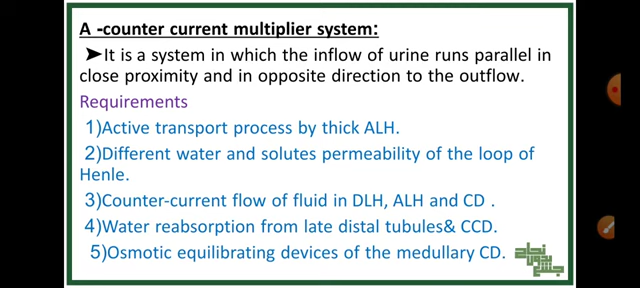 A -counter current multiplier system:
➤It is a system in which the inflow of urine runs parallel in
close proximity and in opposite direction to the outflow.
Requirements
1)Active transport process by thick ALH.
2)Different water and solutes permeability of the loop of
Henle.
3)Counter-current flow of fluid in DLH, ALH and CD .
4)Water reabsorption from late distal tubules& CCD.
5)Osmotic equilibrating devices of the medullary CD.